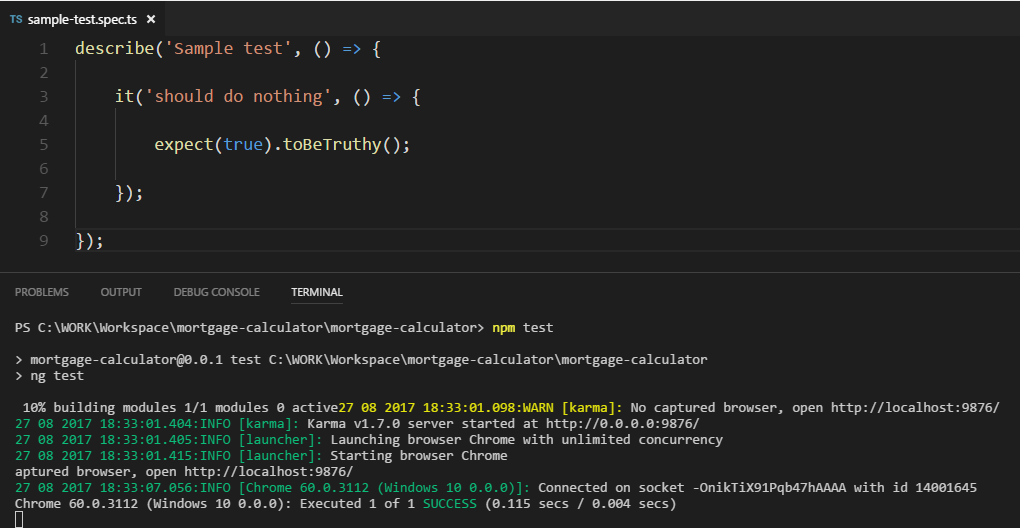 TS sample-test.spec.ts ×
1 describe('Sample test', () => {
2
3 it('should do nothing', () => {
4
5 expect(true).toBeTruthy();
6
7 });
8
9 });
PROBLEMS OUTPUT DEBUG CONSOLE TERMINAL
PS C:\WORK\Workspace\mortgage-calculator\mortgage-calculator> npm test
> mortgage-calculator@0.0.1 test C:\WORK\Workspace\mortgage-calculator\mortgage-calculator
> ng test
10% building modules 1/1 modules 0 active27 08 2017 18:33:01.098:WARN [karma]: No captured browser, open http://localhost:9876/
27 08 2017 18:33:01.404:INFO [karma]: Karma v1.7.0 server started at http://0.0.0.0:9876/
27 08 2017 18:33:01.405:INFO [launcher]: Launching browser Chrome with unlimited concurrency
27 08 2017 18:33:01.415:INFO [launcher]: Starting browser Chrome
aptured browser, open http://localhost:9876/
27 08 2017 18:33:07.056:INFO [Chrome 60.0.3112 (Windows 10 0.0.0)]: Connected on socket -OnikTiX91Pqb47hAAAA with id 14001645
Chrome 60.0.3112 (Windows 10 0.0.0): Executed 1 of 1 SUCCESS (0.115 secs / 0.004 secs)